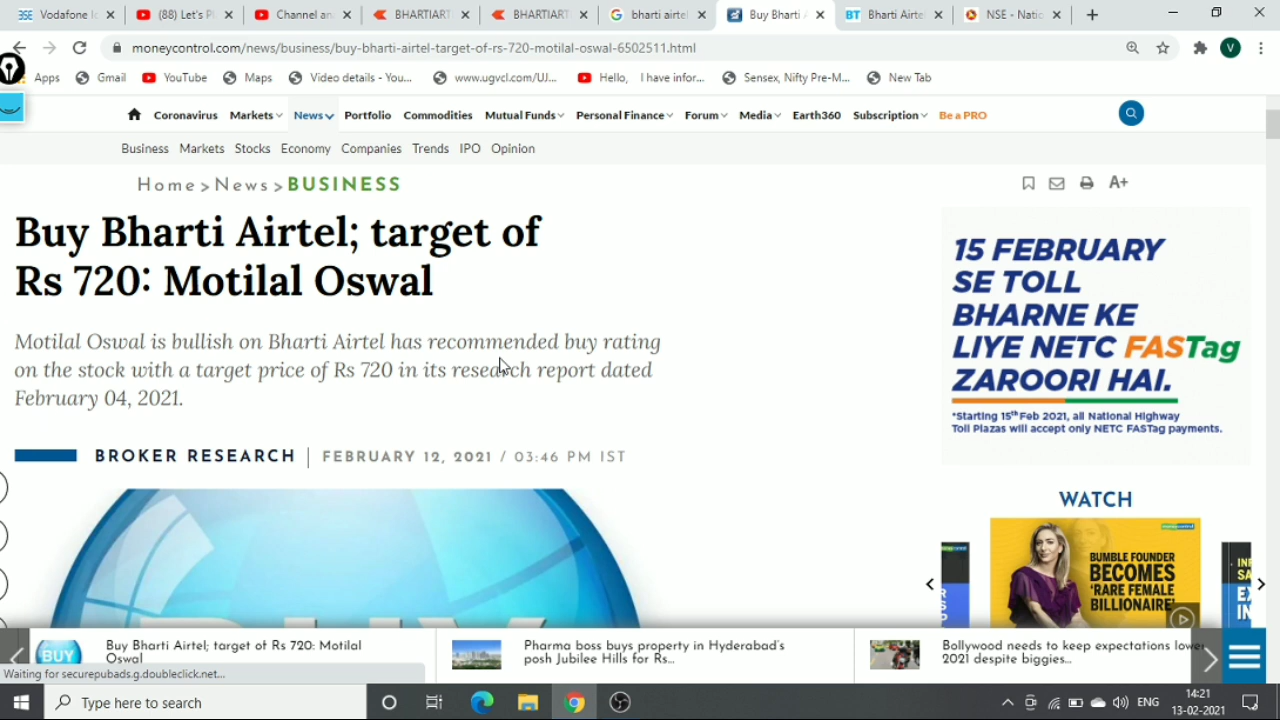 Vodafone Id
(88) Let's Pl
Channel an
BHARTIART
BHARTIART
bharti airtel
Buy Bharti A
BT
Bharti Airte
NSE - Natio
moneycontrol.com/news/business/buy-bharti-airtel-target-of-rs-720-motilal-oswal-6502511.html
V
Apps
Gmail
YouTube
Maps
Video details - You...
www.ugvcl.com/UJ...
Hello, I have infor...
Sensex, Nifty Pre-M...
New Tab
Coronavirus
Markets
News
Portfolio
Commodities
Mutual Funds
Personal Finance
Forum
Media
Earth360
Subscription
Be a PRO
Business
Markets
Stocks
Economy
Companies
Trends
IPO
Opinion
Home > News > BUSINESS
A+
Buy Bharti Airtel; target of
Rs 720: Motilal Oswal
Motilal Oswal is bullish on Bharti Airtel has recommended buy rating
on the stock with a target price of Rs 720 in its research report dated
February 04, 2021.
BROKER RESEARCH | FEBRUARY 12, 2021 / 03:46 PM IST
15 FEBRUARY
SE TOLL
BHARNE KE
LIYE NETC FASTag
ZAROORI HAI.
*Starting 15th Feb 2021, all National Highway
Toll Plazas will accept only NETC FASTag payments.
WATCH
moneycontrol
BUMBLE FOUNDER
BECOMES
'RARE FEMALE
BILLIONAIRE'
BUY
Buy Bharti Airtel; target of Rs 720: Motilal
Oswal
Pharma boss buys property in Hyderabad's
posh Jubilee Hills for Rs...
Bollywood needs to keep expectations lower
2021 despite biggies...
Waiting for securepubads.g.doubleclick.net...
Type here to search
ENG
14:21
13-02-2021